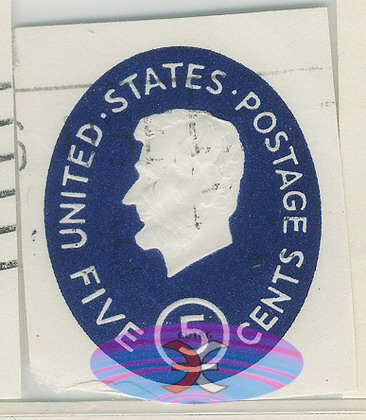 UNITED · STATES · POSTAGE
FIVE 5 CENTS